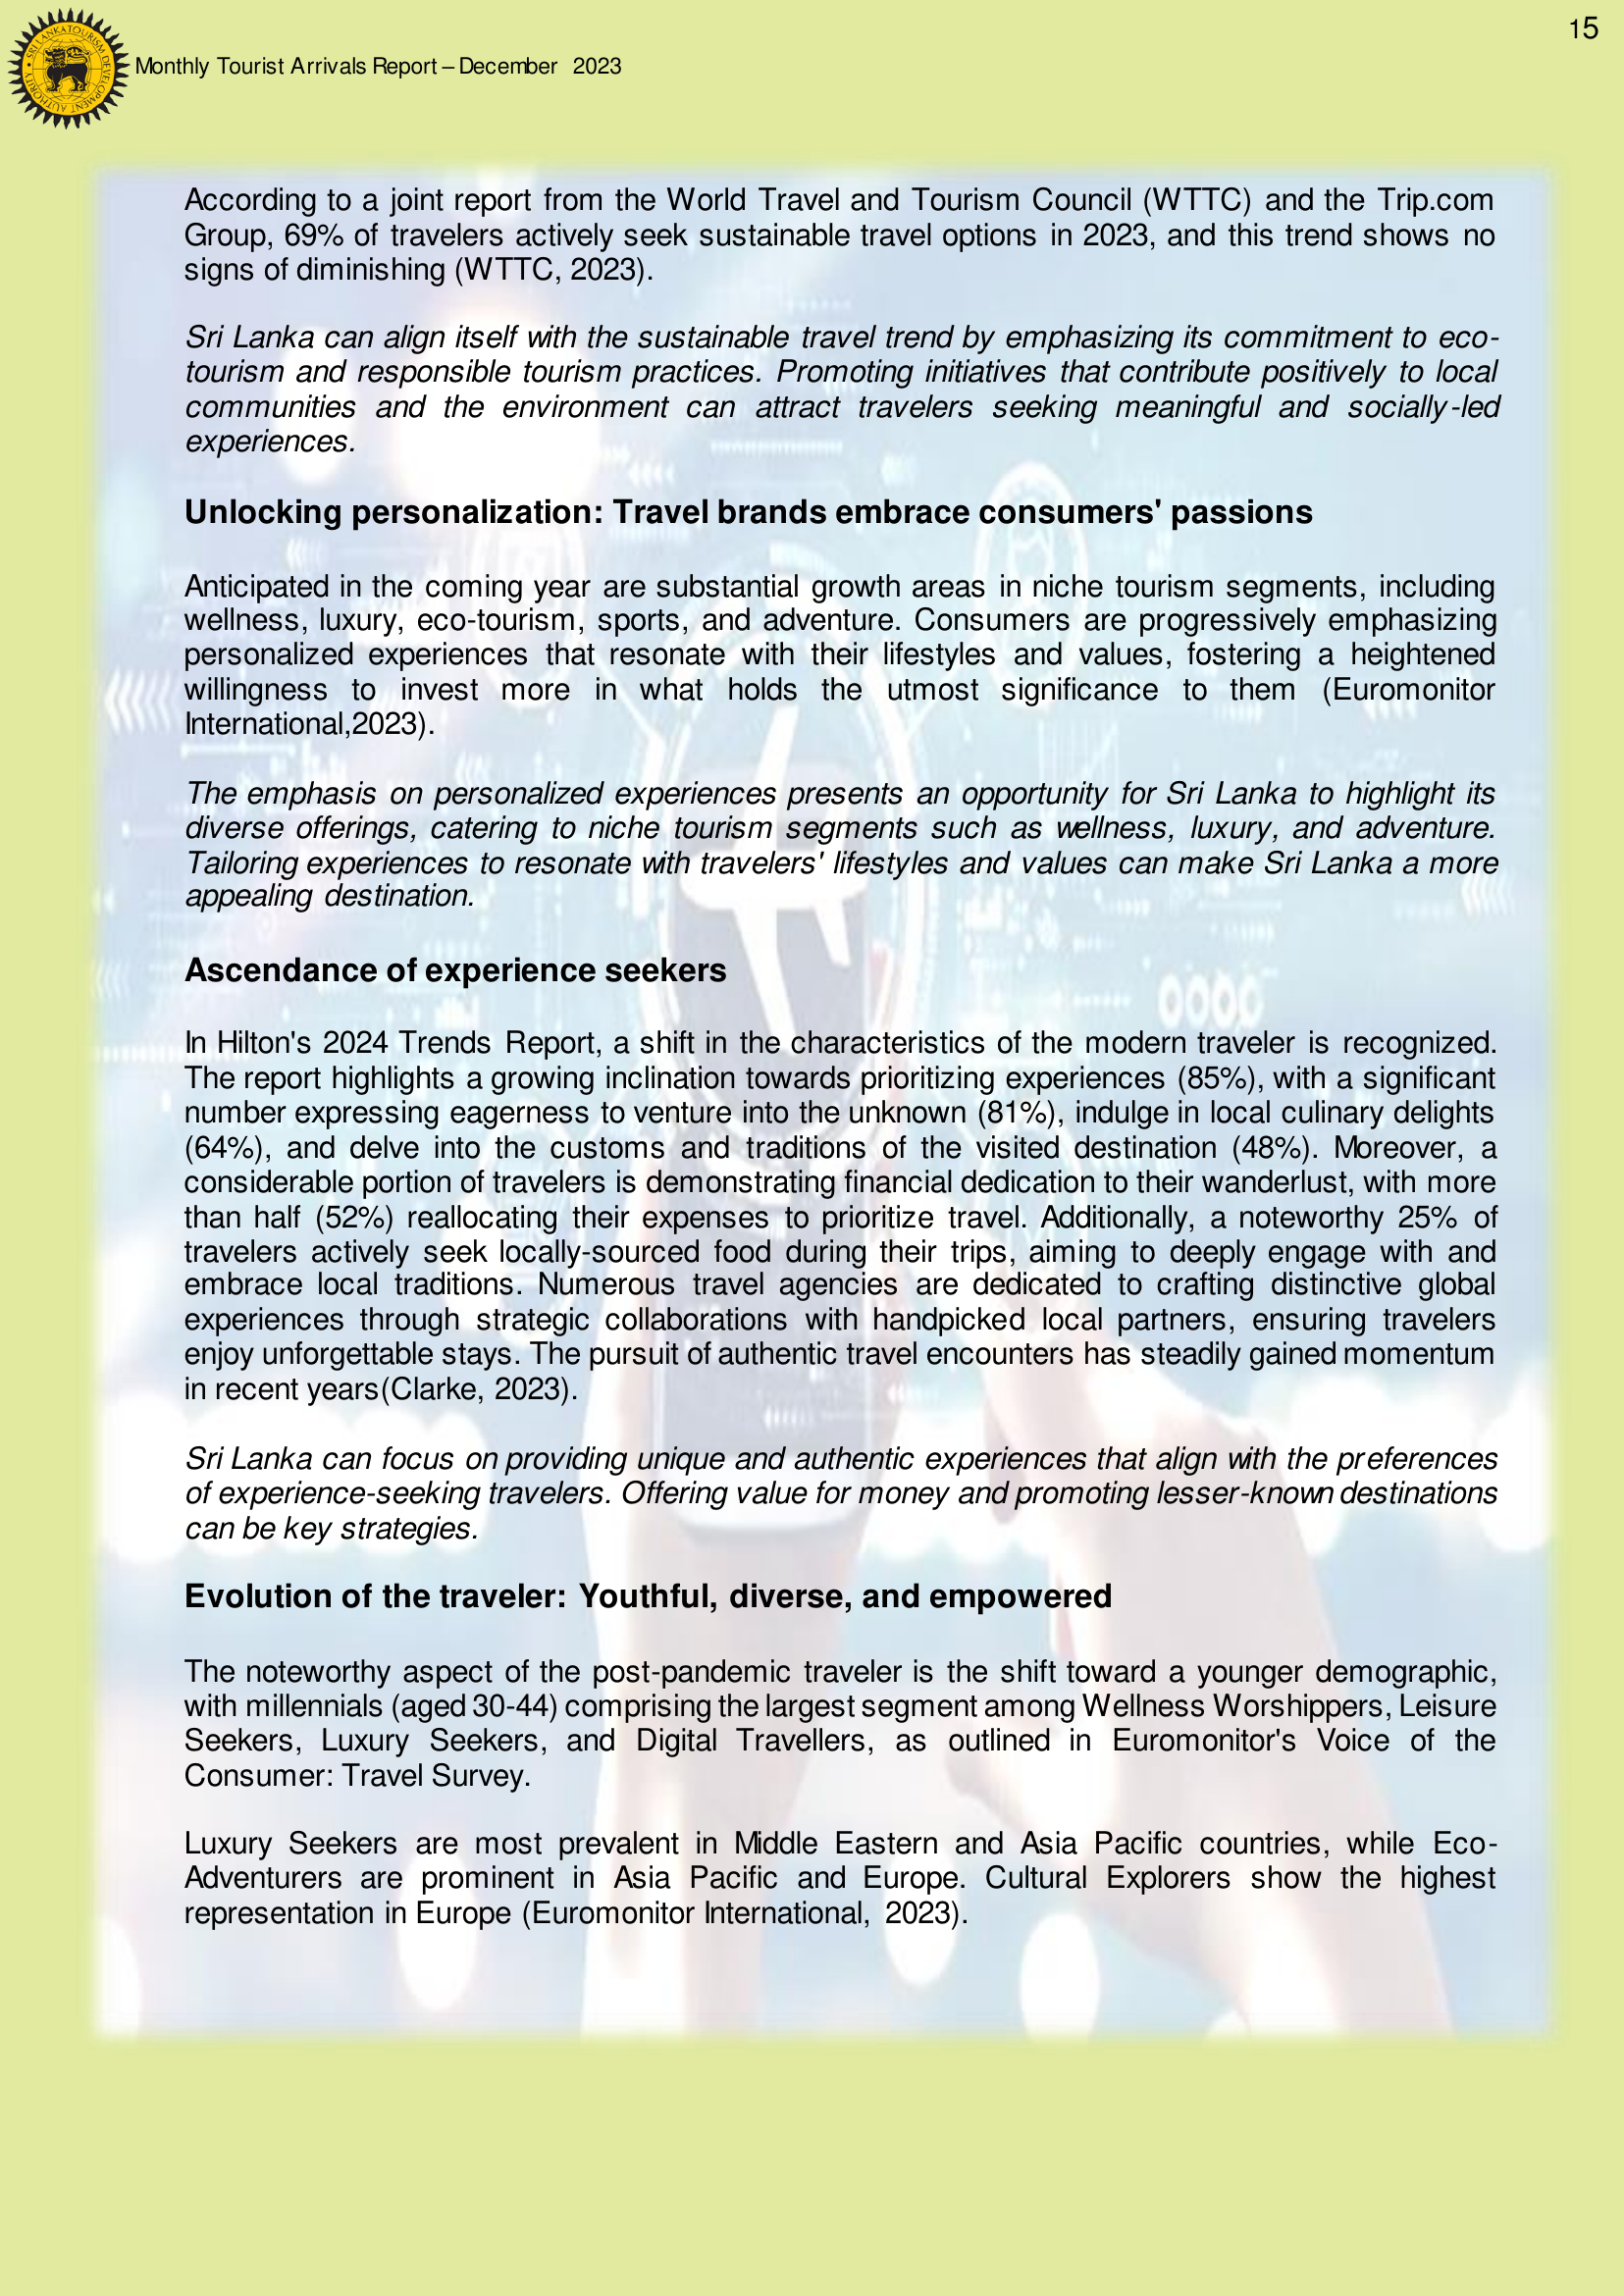 15
SRI LANKA TOURISM DEVELOPMENT AUTHORITY
Monthly Tourist Arrivals Report – December 2023
According to a joint report from the World Travel and Tourism Council (WTTC) and the Trip.com
Group, 69% of travelers actively seek sustainable travel options in 2023, and this trend shows no
signs of diminishing (WTTC, 2023).
Sri Lanka can align itself with the sustainable travel trend by emphasizing its commitment to eco-
tourism and responsible tourism practices. Promoting initiatives that contribute positively to local
communities and the environment can attract travelers seeking meaningful and socially-led
experiences.
Unlocking personalization: Travel brands embrace consumers' passions
Anticipated in the coming year are substantial growth areas in niche tourism segments, including
wellness, luxury, eco-tourism, sports, and adventure. Consumers are progressively emphasizing
personalized experiences that resonate with their lifestyles and values, fostering a heightened
willingness to invest more in what holds the utmost significance to them (Euromonitor
International,2023).
The emphasis on personalized experiences presents an opportunity for Sri Lanka to highlight its
diverse offerings, catering to niche tourism segments such as wellness, luxury, and adventure.
Tailoring experiences to resonate with travelers' lifestyles and values can make Sri Lanka a more
appealing destination.
Ascendance of experience seekers
In Hilton's 2024 Trends Report, a shift in the characteristics of the modern traveler is recognized.
The report highlights a growing inclination towards prioritizing experiences (85%), with a significant
number expressing eagerness to venture into the unknown (81%), indulge in local culinary delights
(64%), and delve into the customs and traditions of the visited destination (48%). Moreover, a
considerable portion of travelers is demonstrating financial dedication to their wanderlust, with more
than half (52%) reallocating their expenses to prioritize travel. Additionally, a noteworthy 25% of
travelers actively seek locally-sourced food during their trips, aiming to deeply engage with and
embrace local traditions. Numerous travel agencies are dedicated to crafting distinctive global
experiences through strategic collaborations with handpicked local partners, ensuring travelers
enjoy unforgettable stays. The pursuit of authentic travel encounters has steadily gained momentum
in recent years(Clarke, 2023).
Sri Lanka can focus on providing unique and authentic experiences that align with the preferences
of experience-seeking travelers. Offering value for money and promoting lesser-known destinations
can be key strategies.
Evolution of the traveler: Youthful, diverse, and empowered
The noteworthy aspect of the post-pandemic traveler is the shift toward a younger demographic,
with millennials (aged 30-44) comprising the largest segment among Wellness Worshippers, Leisure
Seekers, Luxury Seekers, and Digital Travellers, as outlined in Euromonitor's Voice of the
Consumer: Travel Survey.
Luxury Seekers are most prevalent in Middle Eastern and Asia Pacific countries, while Eco-
Adventurers are prominent in Asia Pacific and Europe. Cultural Explorers show the highest
representation in Europe (Euromonitor International, 2023).